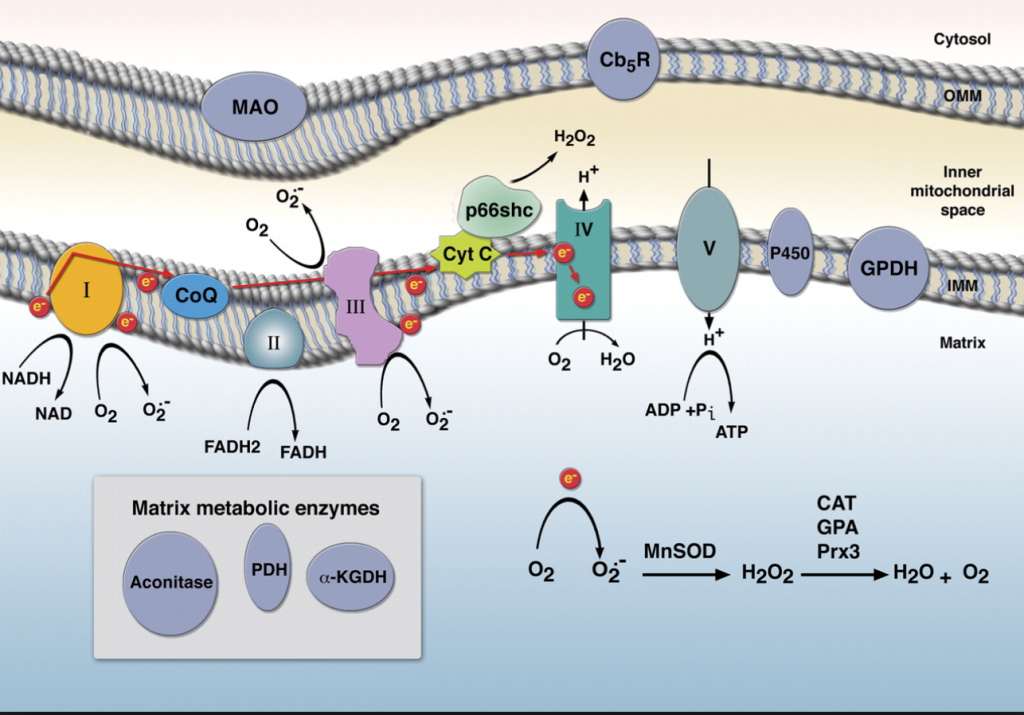 Cytosol
Cb5R
OMM
MAO
H2O2
Inner
mitochondrial
space
H+
O2·-
p66shc
O2
IV
Cyt C
V
P450
GPDH
e-
e-
I
CoQ
e-
IMM
e-
e-
III
e-
e-
II
Matrix
H+
O2
H2O
NADH
NAD
O2
O2·-
O2
O2·-
ADP +Pi
ATP
FADH2
FADH
e-
Matrix metabolic enzymes
Aconitase
PDH
α-KGDH
CAT
GPA
Prx3
MnSOD
O2
O2·-
H2O2
H2O + O2